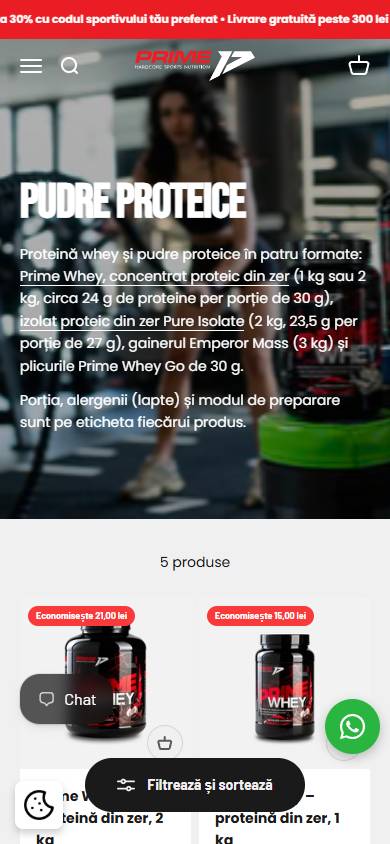 a 30% cu codul sportivului tău preferat • Livrare gratuită peste 300 lei
PRIME
HARDCORE SPORTS NUTRITION
PUDRE PROTEICE
Proteină whey și pudre proteice în patru formate:
Prime Whey, concentrat proteic din zer (1 kg sau 2
kg, circa 24 g de proteine per porție de 30 g),
izolat proteic din zer Pure Isolate (2 kg, 23,5 g per
porție de 27 g), gainerul Emperor Mass (3 kg) și
plicurile Prime Whey Go de 30 g.
Porția, alergenii (lapte) și modul de preparare
sunt pe eticheta fiecărui produs.
5 produse
Economisește 21,00 lei
Economisește 15,00 lei
PRIME
WHEY
Chat
Filtrează și sortează
proteină din zer, 2
kg
proteină din zer, 1
kg